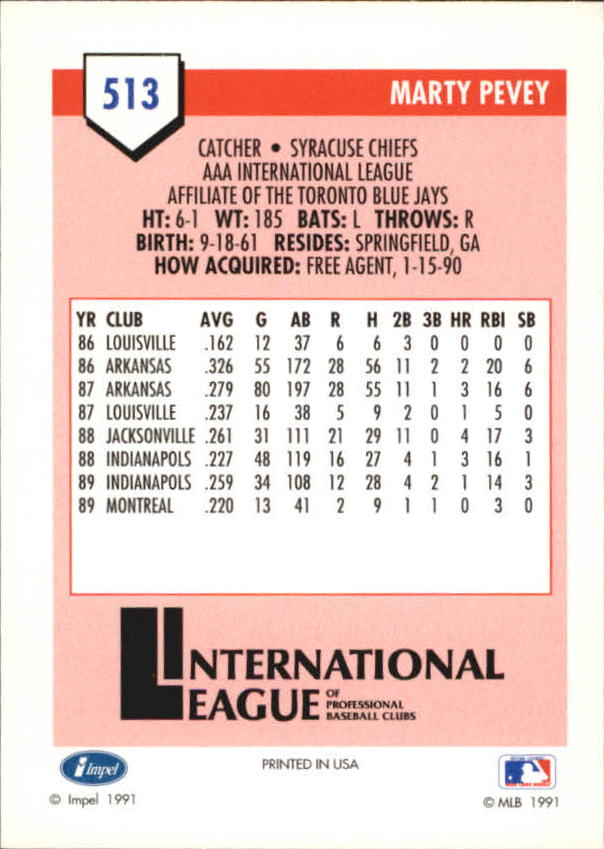 513
MARTY PEVEY
CATCHER • SYRACUSE CHIEFS
AAA INTERNATIONAL LEAGUE
AFFILIATE OF THE TORONTO BLUE JAYS
HT: 6-1 WT: 185 BATS: L THROWS: R
BIRTH: 9-18-61 RESIDES: SPRINGFIELD, GA
HOW ACQUIRED: FREE AGENT, 1-15-90
YR CLUB AVG G AB R H 2B 3B HR RBI SB
86 LOUISVILLE .162 12 37 6 6 3 0 0 0 0
86 ARKANSAS .326 55 172 28 56 11 2 2 20 6
87 ARKANSAS .279 80 197 28 55 11 1 3 16 6
87 LOUISVILLE .237 16 38 5 9 2 0 1 5 0
88 JACKSONVILLE .261 31 111 21 29 11 0 4 17 3
88 INDIANAPOLS .227 48 119 16 27 4 1 3 16 1
89 INDIANAPOLS .259 34 108 12 28 4 2 1 14 3
89 MONTREAL .220 13 41 2 9 1 1 0 3 0
INTERNATIONAL
LEAGUE OF
PROFESSIONAL
BASEBALL CLUBS
Impel
PRINTED IN USA
© Impel 1991
© MLB 1991